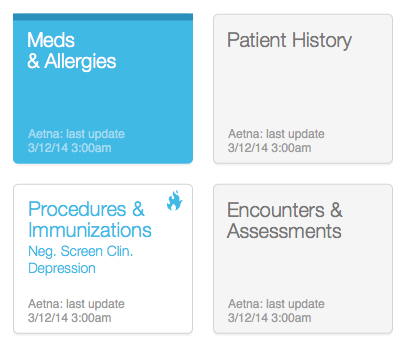 Meds
& Allergies
Aetna: last update
3/12/14 3:00am
Patient History
Aetna: last update
3/12/14 3:00am
Procedures &
Immunizations
Neg. Screen Clin.
Depression
Aetna: last update
3/12/14 3:00am
Encounters &
Assessments
Aetna: last update
3/12/14 3:00am